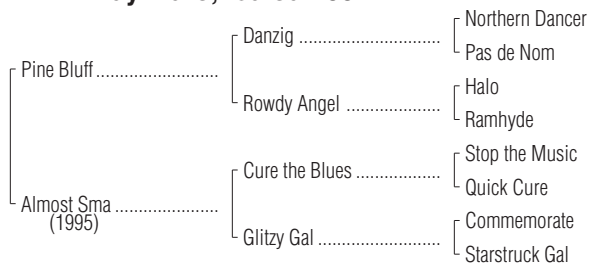 Northern Dancer
Danzig ................................
Pas de Nom
Pine Bluff ............................
Halo
Rowdy Angel .....................
Ramhyde
Stop the Music
Cure the Blues ...................
Quick Cure
Almost Sma .......................
(1995)
Commemorate
Glitzy Gal ............................
Starstruck Gal